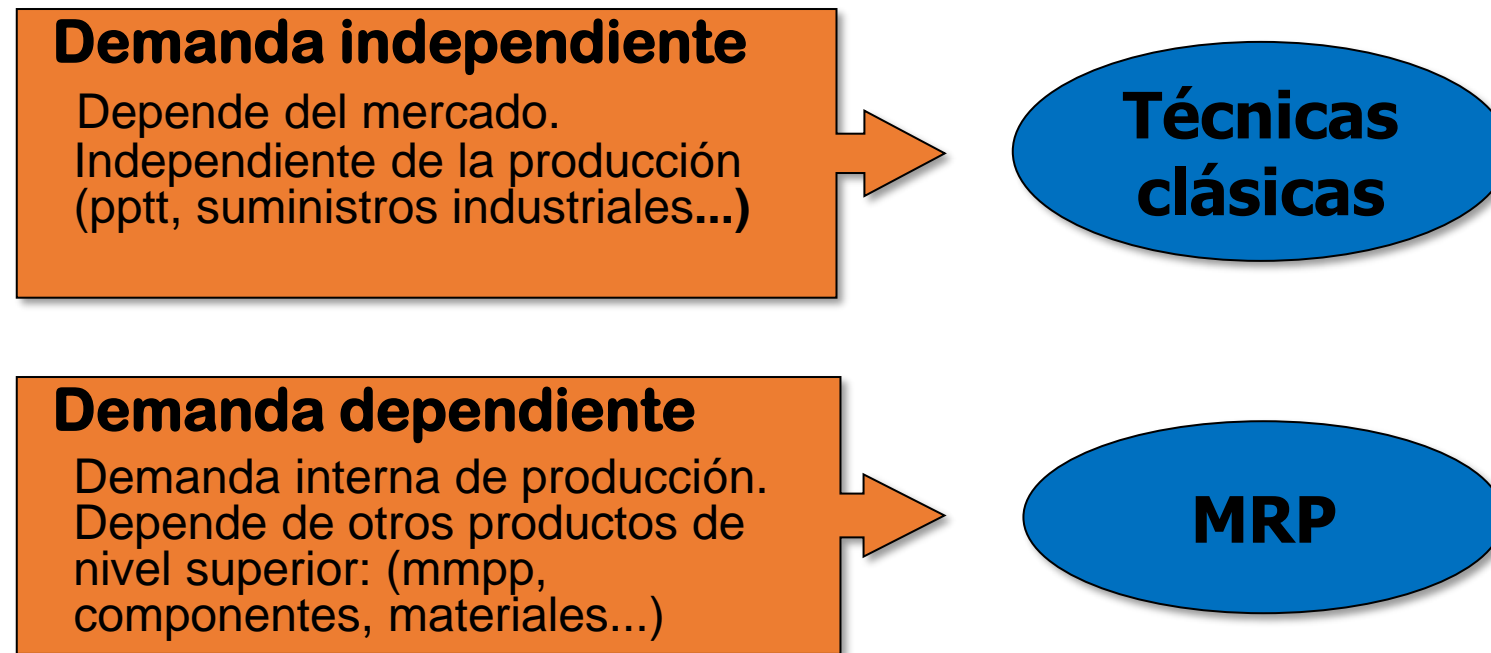 Demanda independiente
Depende del mercado.
Independiente de la producción
(pptt, suministros industriales...)
Técnicas
clásicas
Demanda dependiente
Demanda interna de producción.
Depende de otros productos de
nivel superior: (mmpp,
componentes, materiales...)
MRP